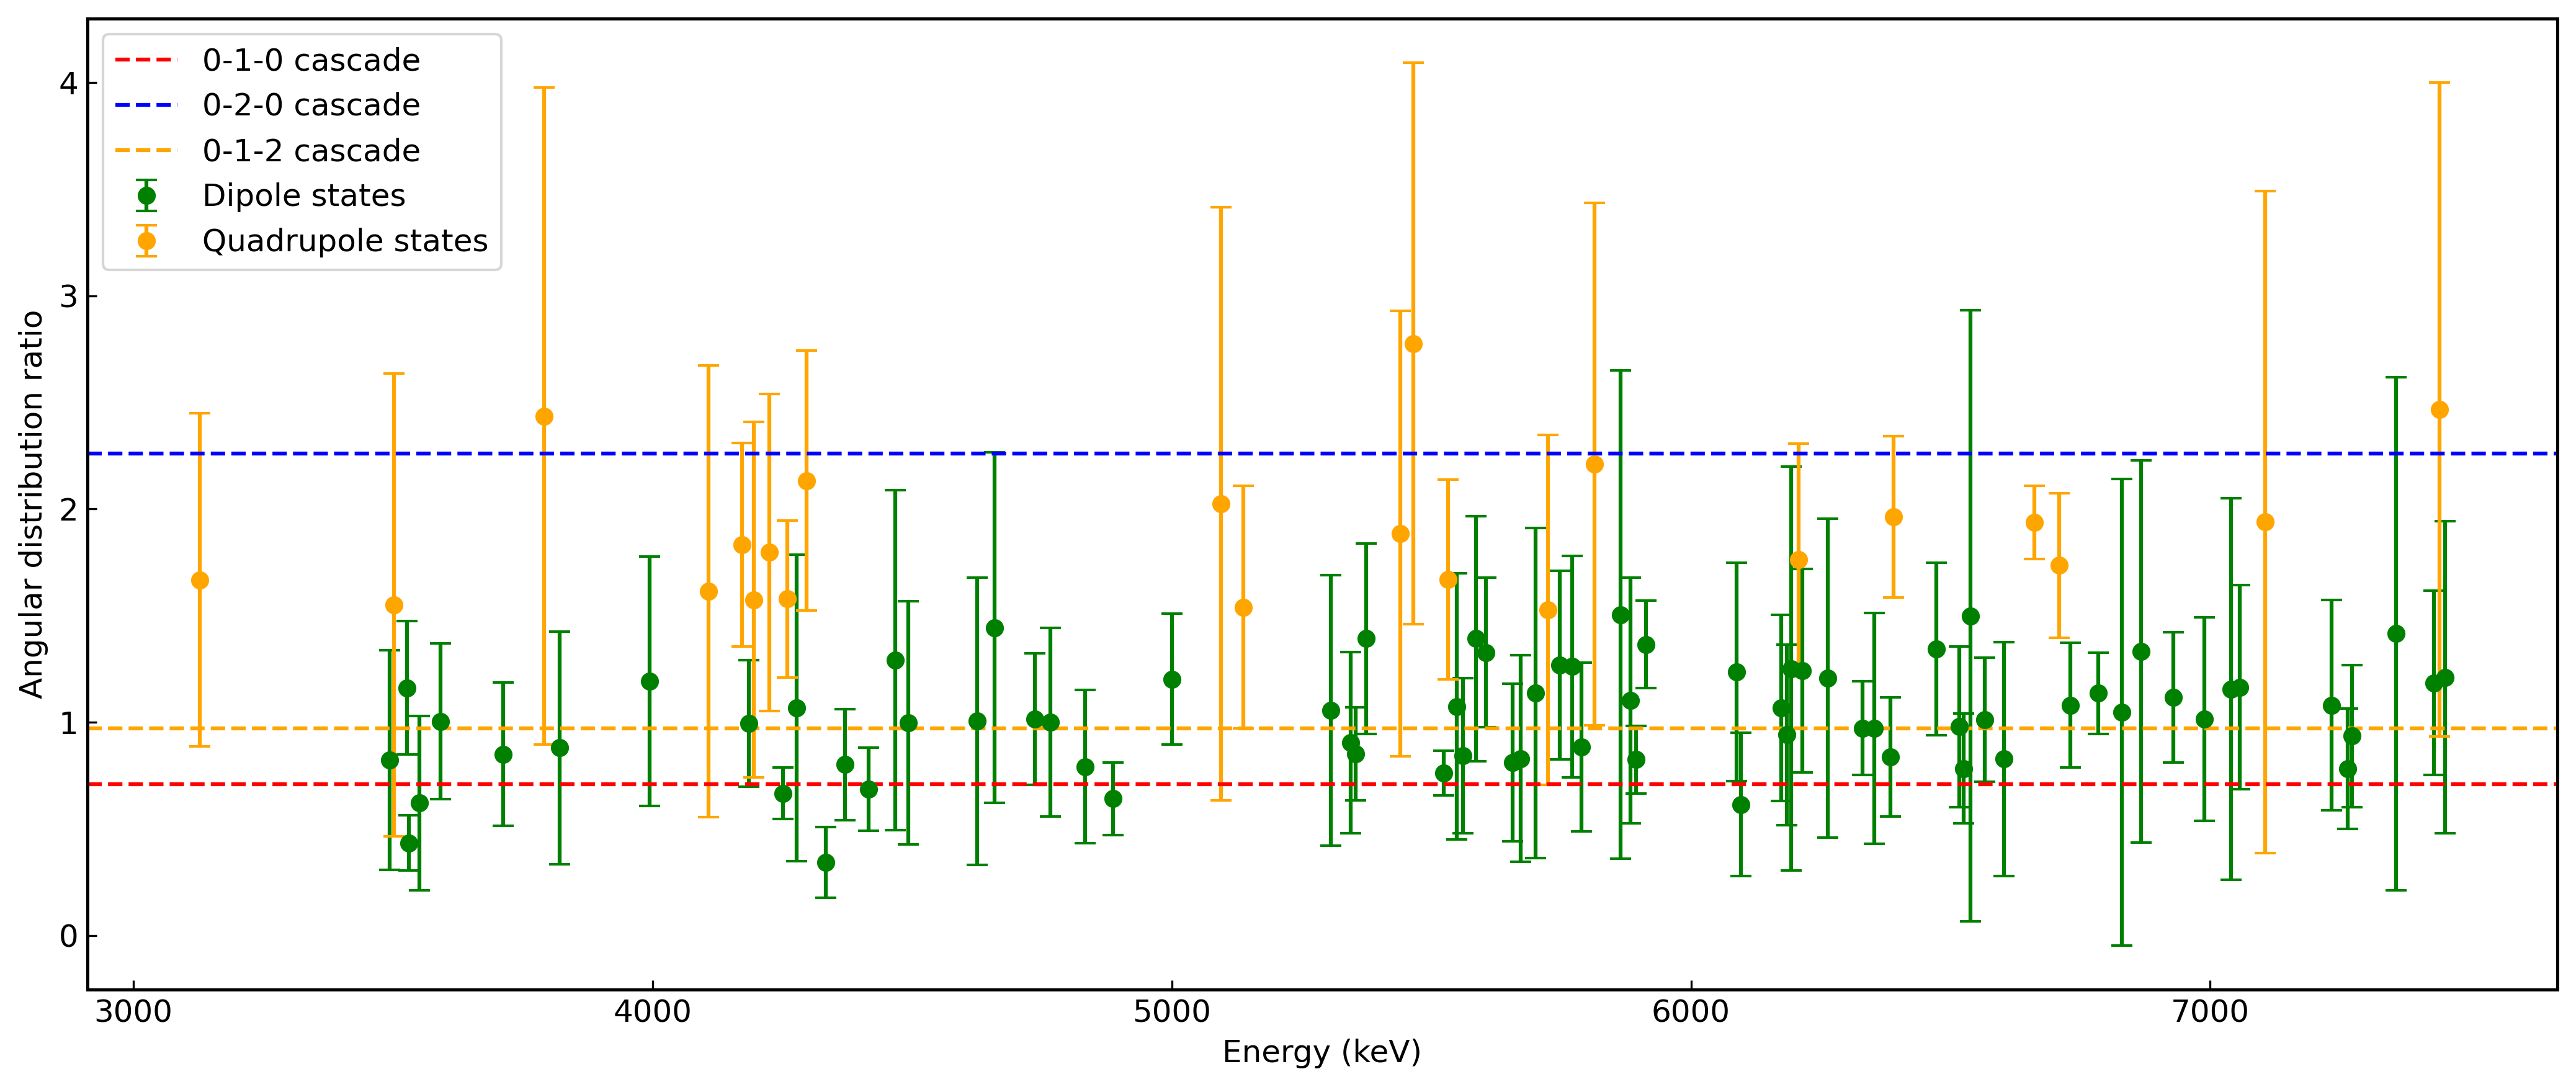 0-1-0 cascade
0-2-0 cascade
0-1-2 cascade
Dipole states
Quadrupole states
Angular distribution ratio
4
3
2
1
0
3000 4000 5000 6000 7000
Energy (keV)